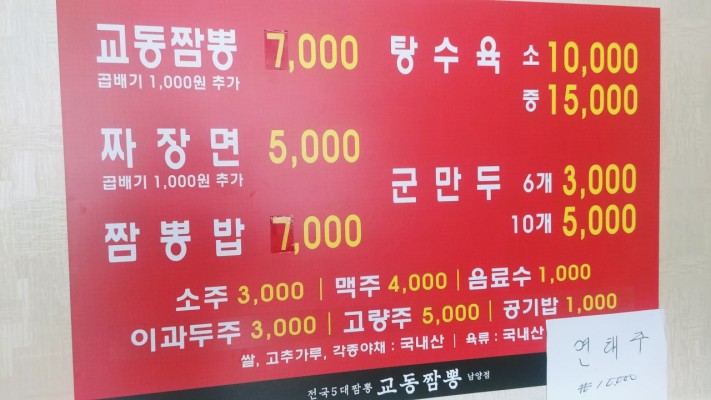 교동짬뽕 7,000
곱배기 1,000원 추가
짜장면 5,000
곱배기 1,000원 추가
짬뽕밥 7,000
탕수육 소 10,000
중 15,000
군만두 6개 3,000
10개 5,000
소주 3,000 | 맥주 4,000 | 음료수 1,000
이과두주 3,000 | 고량주 5,000 | 공기밥 1,000
쌀, 고추가루, 각종야채 : 국내산 | 육류 : 국내산
전국5대짬뽕 교동짬뽕 남양점
연태주
₩10,000